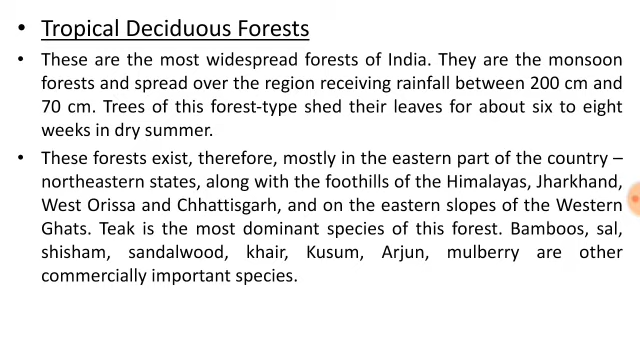 • Tropical Deciduous Forests
• These are the most widespread forests of India. They are the monsoon
forests and spread over the region receiving rainfall between 200 cm and
70 cm. Trees of this forest-type shed their leaves for about six to eight
weeks in dry summer.
• These forests exist, therefore, mostly in the eastern part of the country –
northeastern states, along with the foothills of the Himalayas, Jharkhand,
West Orissa and Chhattisgarh, and on the eastern slopes of the Western
Ghats. Teak is the most dominant species of this forest. Bamboos, sal,
shisham, sandalwood, khair, Kusum, Arjun, mulberry are other
commercially important species.